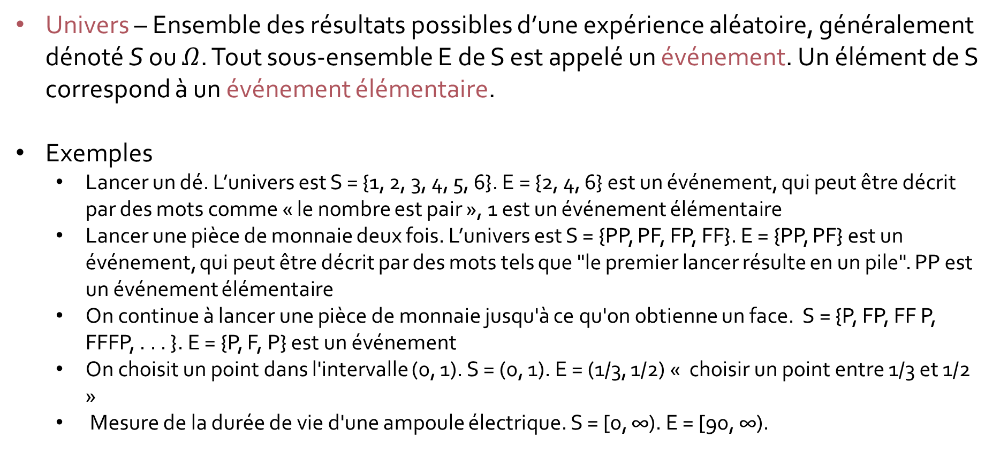 • Univers – Ensemble des résultats possibles d’une expérience aléatoire, généralement
dénoté S ou Ω. Tout sous-ensemble E de S est appelé un événement. Un élément de S
correspond à un événement élémentaire.
• Exemples
• Lancer un dé. L’univers est S = {1, 2, 3, 4, 5, 6}. E = {2, 4, 6} est un événement, qui peut être décrit
par des mots comme « le nombre est pair », 1 est un événement élémentaire
• Lancer une pièce de monnaie deux fois. L’univers est S = {PP, PF, FP, FF}. E = {PP, PF} est un
événement, qui peut être décrit par des mots tels que "le premier lancer résulte en un pile". PP est
un événement élémentaire
• On continue à lancer une pièce de monnaie jusqu'à ce qu'on obtienne un face. S = {P, FP, FF P,
FFFP, . . . }. E = {P, F, P} est un événement
• On choisit un point dans l'intervalle (0, 1). S = (0, 1). E = (1/3, 1/2) « choisir un point entre 1/3 et 1/2
»
• Mesure de la durée de vie d'une ampoule électrique. S = [0, ∞). E = [90, ∞).